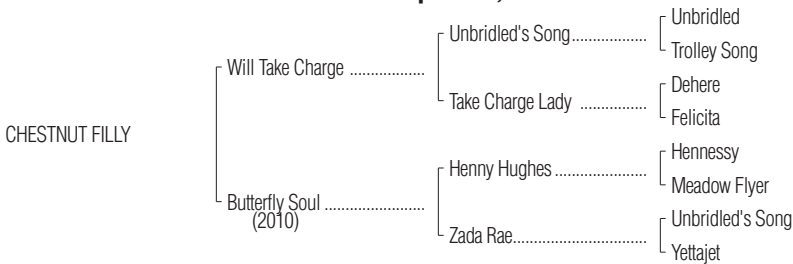 Unbridled
Unbridled's Song.................
Trolley Song
Will Take Charge ..................
Dehere
Take Charge Lady ................
Felicita
CHESTNUT FILLY
Hennessy
Henny Hughes ......................
Meadow Flyer
Butterfly Soul ........................
(2010)
Unbridled's Song
Zada Rae................................
Yettajet